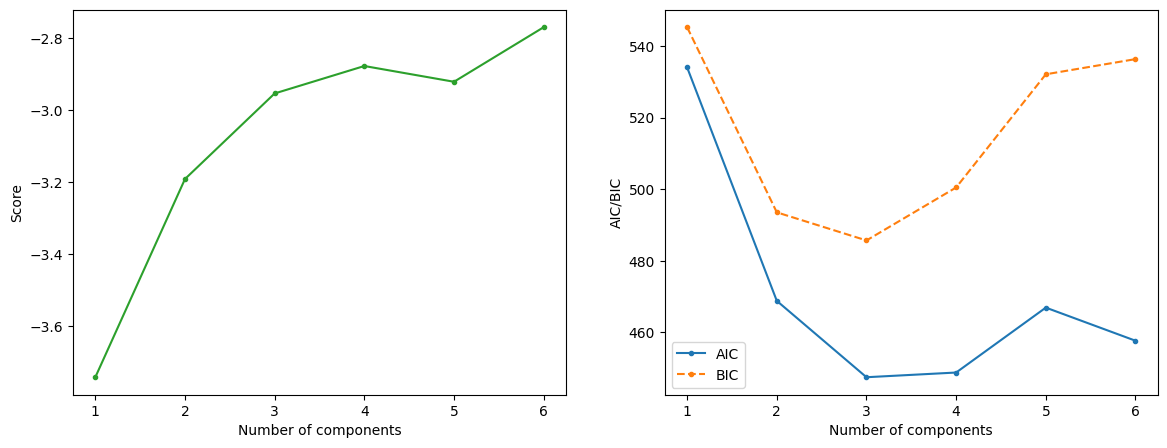 Score
−2.8
−3.0
−3.2
−3.4
−3.6
1 2 3 4 5 6
Number of components
AIC/BIC
540
520
500
480
460
AIC
BIC
1 2 3 4 5 6
Number of components